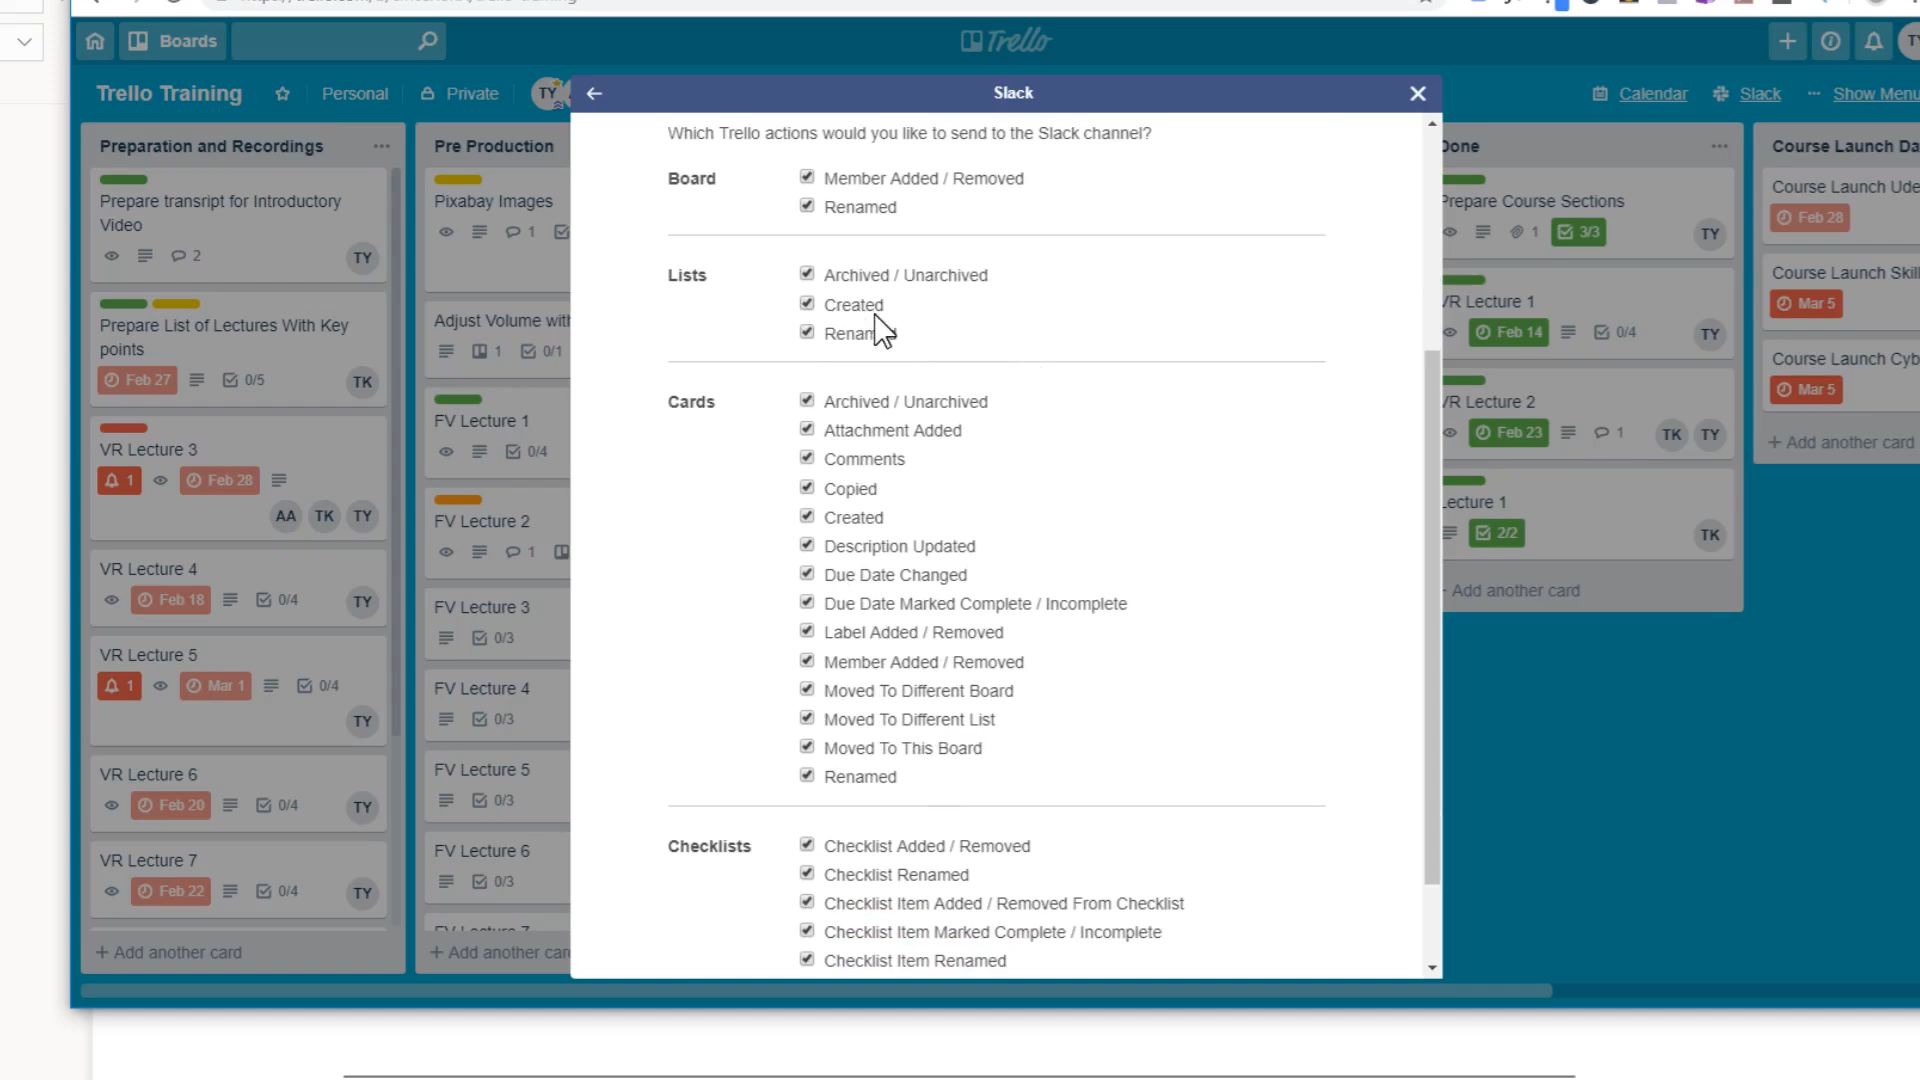 Boards
Trello
TY
Trello Training
Personal
Private
TY
Calendar
Slack
Show Menu
Preparation and Recordings
Prepare transript for Introductory
Video
2
TY
Prepare List of Lectures With Key
points
Feb 27
0/5
TK
VR Lecture 3
1
Feb 28
AA
TK
TY
VR Lecture 4
Feb 18
0/4
TY
VR Lecture 5
1
Mar 1
0/4
TY
VR Lecture 6
Feb 20
0/4
TY
VR Lecture 7
Feb 22
0/4
TY
+ Add another card
Pre Production
Pixabay Images
1
Adjust Volume with
1
0/1
FV Lecture 1
0/4
FV Lecture 2
1
FV Lecture 3
0/3
FV Lecture 4
0/3
FV Lecture 5
0/3
FV Lecture 6
0/3
+ Add another car
Slack
Which Trello actions would you like to send to the Slack channel?
Board
Member Added / Removed
Renamed
Lists
Archived / Unarchived
Created
Renamed
Cards
Archived / Unarchived
Attachment Added
Comments
Copied
Created
Description Updated
Due Date Changed
Due Date Marked Complete / Incomplete
Label Added / Removed
Member Added / Removed
Moved To Different Board
Moved To Different List
Moved To This Board
Renamed
Checklists
Checklist Added / Removed
Checklist Renamed
Checklist Item Added / Removed From Checklist
Checklist Item Marked Complete / Incomplete
Checklist Item Renamed
Done
Prepare Course Sections
1
3/3
TY
VR Lecture 1
Feb 14
0/4
TY
VR Lecture 2
Feb 23
1
TK
TY
Lecture 1
2/2
TK
Add another card
Course Launch Da
Course Launch Ude
Feb 28
Course Launch Skil
Mar 5
Course Launch Cyb
Mar 5
+ Add another card